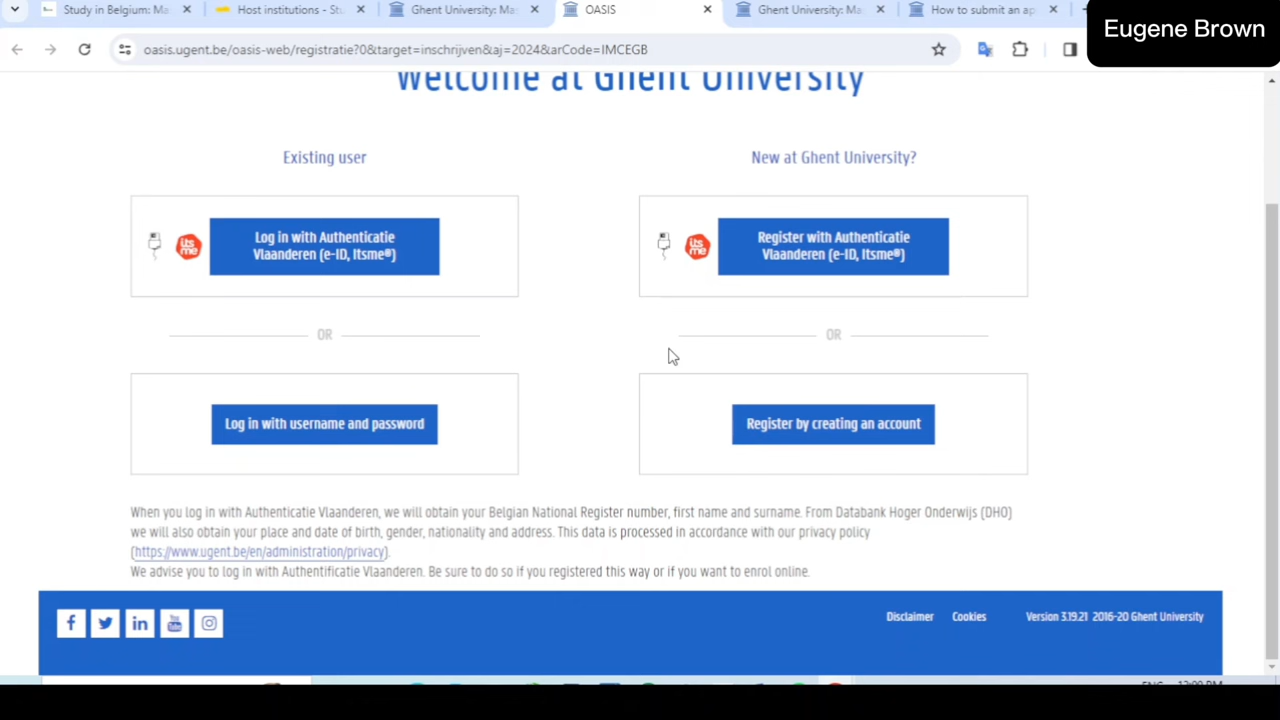 Study in Belgium: Ma
Host institutions - Stu
Ghent University: Ma
OASIS
Ghent University: Ma
How to submit an ap
Eugene Brown
oasis.ugent.be/oasis-web/registratie?0&target=inschrijven&aj=2024&arCode=IMCEGB
Welcome at Ghent University
Existing user
New at Ghent University?
its
me
Log in with Authenticatie
Vlaanderen (e-ID, Itsme®)
its
me
Register with Authenticatie
Vlaanderen (e-ID, Itsme®)
OR
OR
Log in with username and password
Register by creating an account
When you log in with Authenticatie Vlaanderen, we will obtain your Belgian National Register number, first name and surname. From Databank Hoger Onderwijs (DHO)
we will also obtain your place and date of birth, gender, nationality and address. This data is processed in accordance with our privacy policy
(https://www.ugent.be/en/administration/privacy).
We advise you to log in with Authentificatie Vlaanderen. Be sure to do so if you registered this way or if you want to enrol online.
Disclaimer
Cookies
Version 3.19.21 2016-20 Ghent University